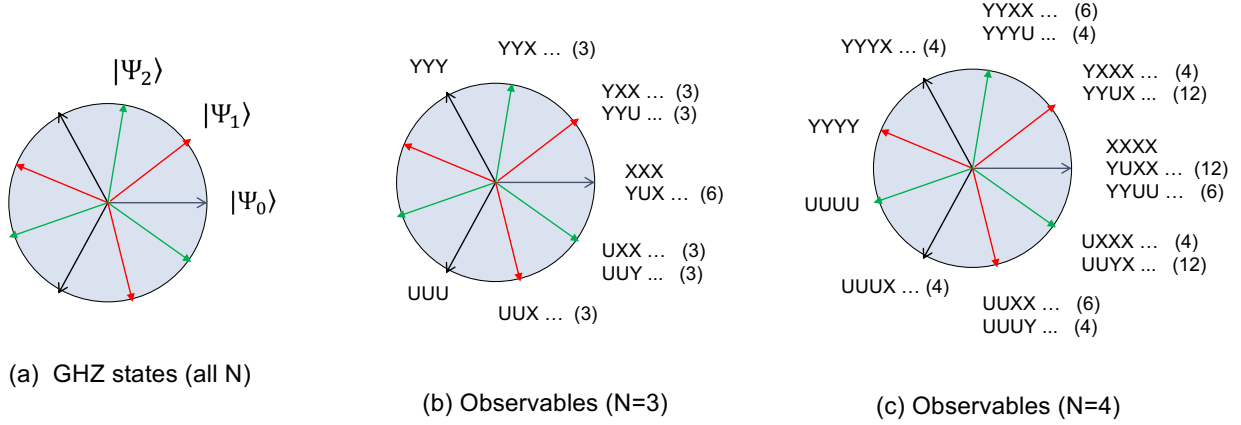 |Ψ₂⟩
|Ψ₁⟩
|Ψ₀⟩
(a) GHZ states (all N)
YYX … (3)
YYY
YXX … (3)
YYU ... (3)
XXX
YUX … (6)
UXX … (3)
UUY ... (3)
UUU
UUX … (3)
(b) Observables (N=3)
YYXX … (6)
YYYU ... (4)
YYYX … (4)
YXXX … (4)
YYUX ... (12)
YYYY
XXXX
YUXX … (12)
YYUU … (6)
UUUU
UXXX … (4)
UUYX ... (12)
UUUX … (4)
UUXX … (6)
UUUY ... (4)
(c) Observables (N=4)